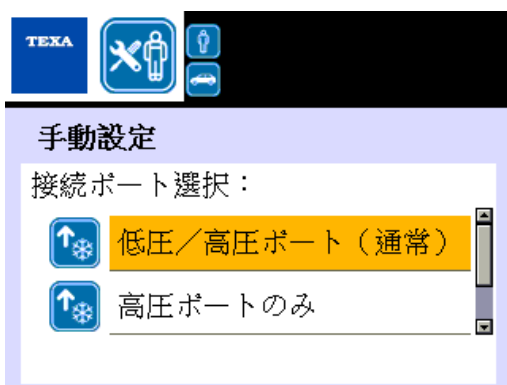 TEXA
手動設定
接続ポート選択：
低圧／高圧ポート（通常）
高圧ポートのみ